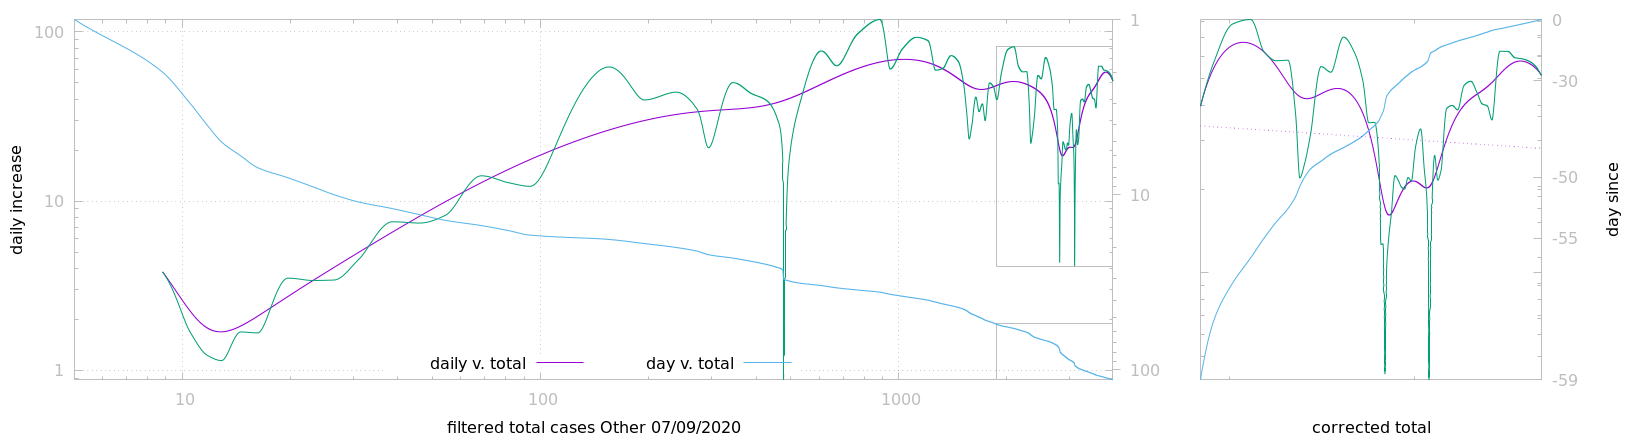 100
10
1
daily increase
10
100
1000
1
10
100
daily v. total
day v. total
filtered total cases Other 07/09/2020
0
-30
-50
-55
-59
day since
corrected total